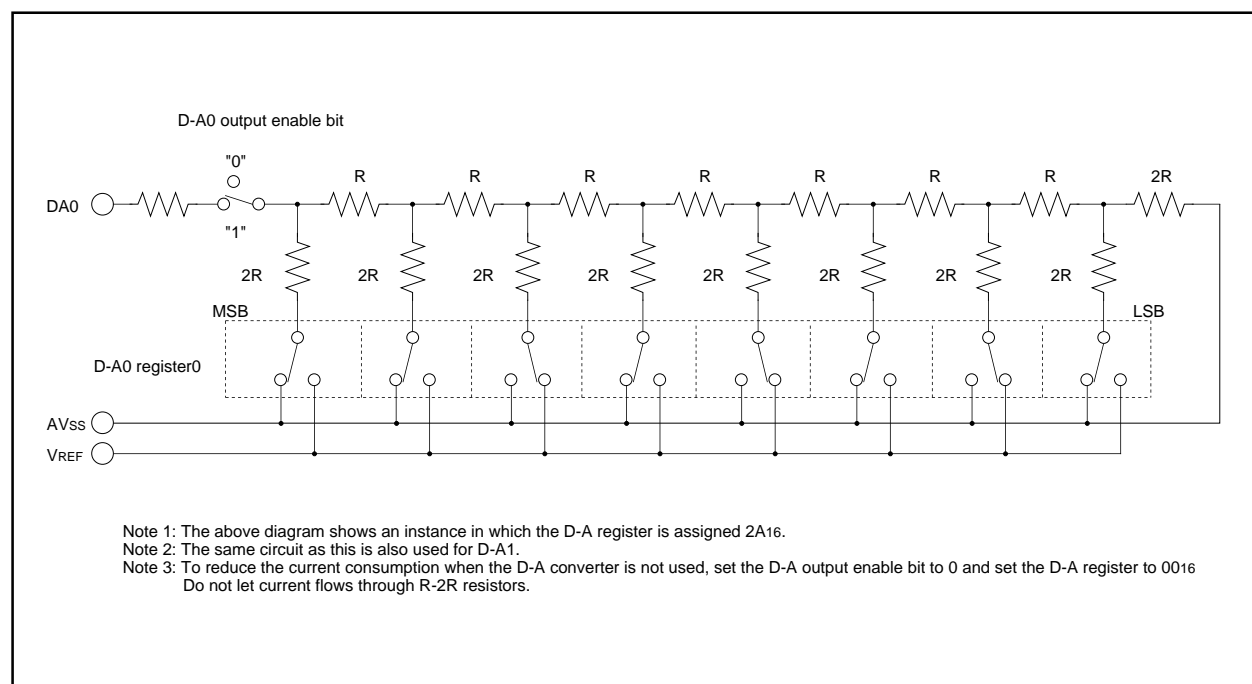 D-A0 output enable bit
"0"
R R R R R R R 2R
DA0
"1"
2R 2R 2R 2R 2R 2R 2R 2R
MSB LSB
D-A0 register0
AVSS
VREF
Note 1: The above diagram shows an instance in which the D-A register is assigned 2A16.
Note 2: The same circuit as this is also used for D-A1.
Note 3: To reduce the current consumption when the D-A converter is not used, set the D-A output enable bit to 0 and set the D-A register to 0016
Do not let current flows through R-2R resistors.